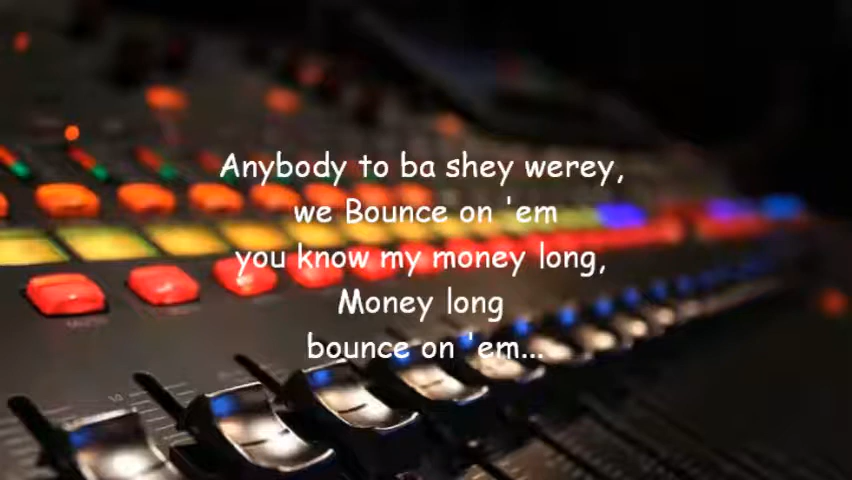 Anybody to ba shey werey,
we Bounce on 'em
you know my money long,
Money long
bounce on 'em...